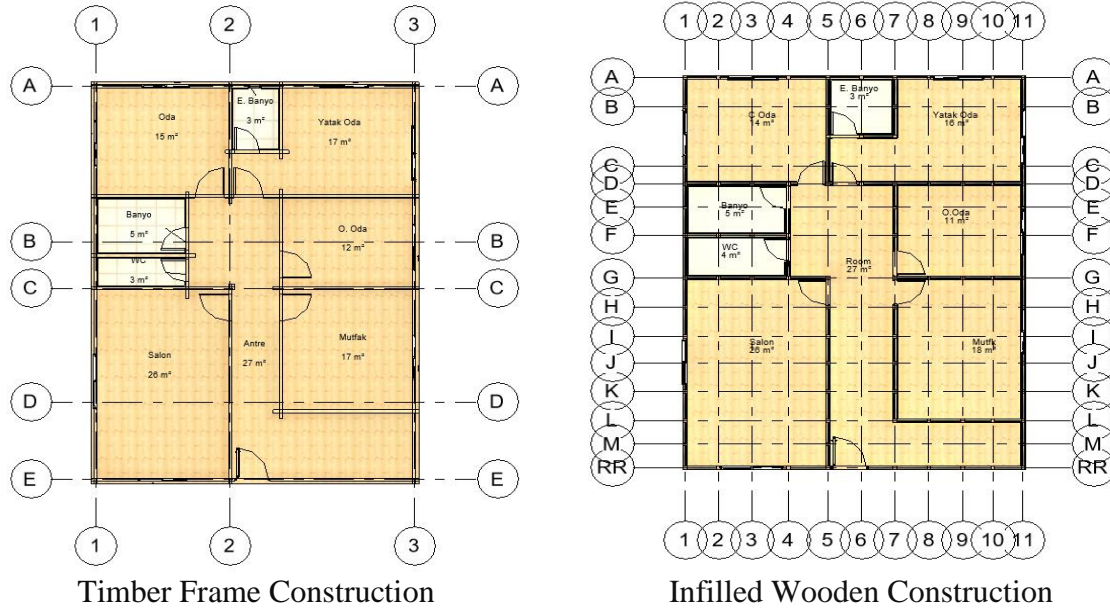 1 2 3
A A
Oda
15 m²
E. Banyo
3 m²
Yatak Oda
17 m²
Banyo
5 m²
B B
O. Oda
12 m²
WC
3 m²
C C
Salon
26 m²
Antre
27 m²
Mutfak
17 m²
D D
E E
1 2 3
Timber Frame Construction
1 2 3 4 5 6 7 8 9 10 11
A A
B B
Ç Oda
14 m²
E. Banyo
3 m²
Yatak Oda
16 m²
C C
D D
E E
Banyo
5 m²
O.Oda
11 m²
F F
WC
4 m²
Room
27 m²
G G
H H
I I
Salon
26 m²
Mutfk
18 m²
J J
K K
L L
M M
RR RR
1 2 3 4 5 6 7 8 9 10 11
Infilled Wooden Construction